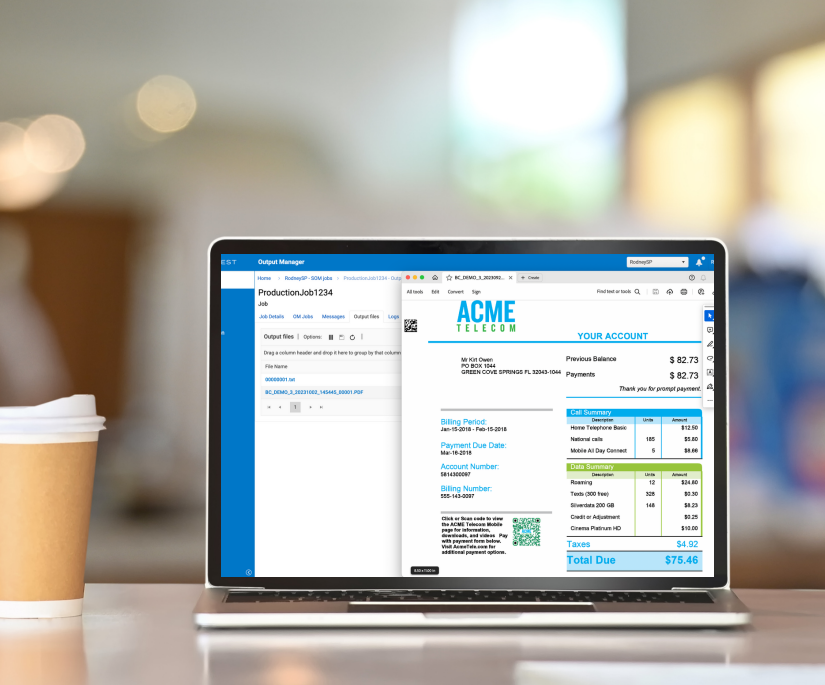 EST
Output Manager
RodneySP
Home
RodneySP - SOM jobs
ProductionJob1234 - Outp
ProductionJob1234
Job
Job Details
OM Jobs
Messages
Output files
Logs
Output files
Options:
Drag a column header and drop it here to group by that column
File Name
00000001.txt
BC_DEMO_3_20231002_145445_00001.PDF
1
BC_DEMO_3_202310​92...
+ Create
All tools
Edit
Convert
Sign
Find text or tools
ACME
TELECOM
YOUR ACCOUNT
Mr Kirt Owen
PO BOX 1044
GREEN COVE SPRINGS FL 32043-1044
Previous Balance $ 82.73
Payments $ 82.73
Thank you for prompt payment.
Billing Period:
Jan-15-2018 - Feb-15-2018
Payment Due Date:
Mar-16-2018
Account Number:
5614300097
Billing Number:
555-143-0097
Click or Scan code to view
the ACME Telecom Mobile
page for information,
downloads, and videos Pay
with payment form below.
Visit AcmeTele.com for
additional payment options.
Call Summary
Description Units Amount
Home Telephone Basic $12.50
National calls 185 $5.80
Mobile All Day Connect 5 $8.66
Data Summary
Description Units Amount
Roaming 12 $24.80
Texts (300 free) 328 $0.30
Silverdata 200 GB 148 $8.23
Credit or Adjustment $0.25
Cinema Platinum HD $10.00
Taxes $4.92
Total Due $75.46
8.50 x 11.00 in